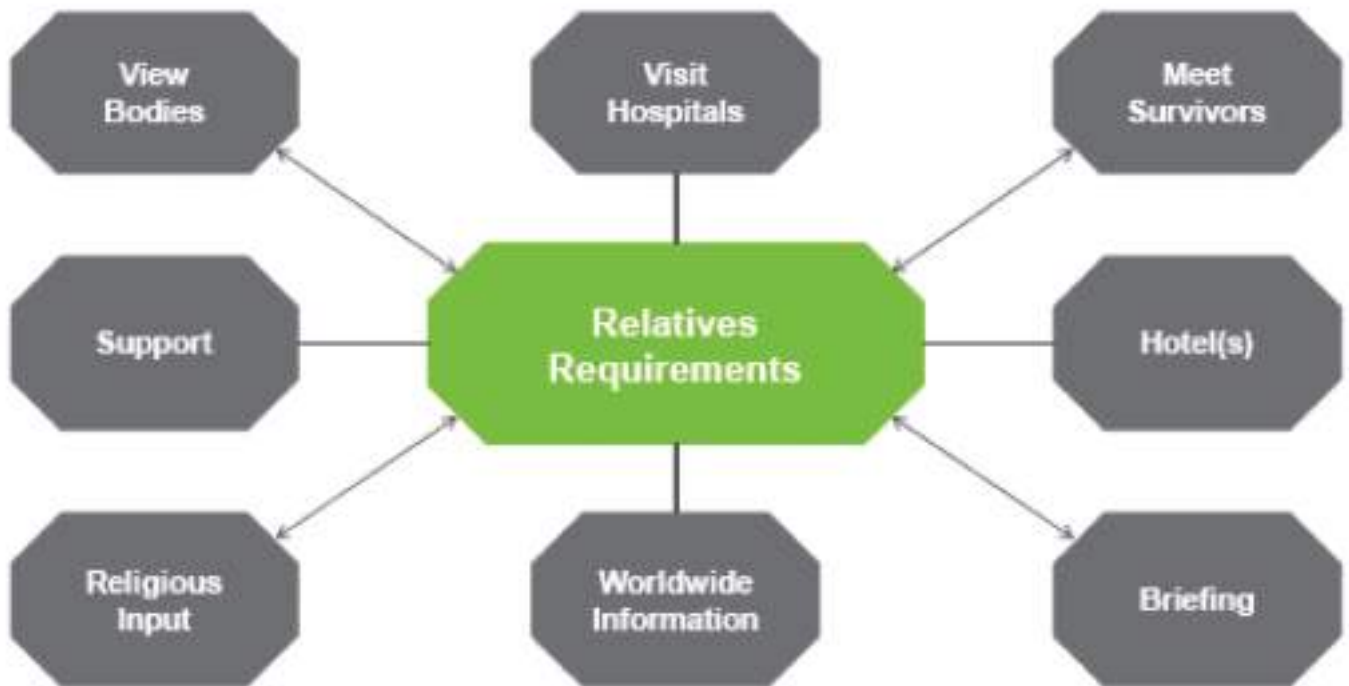 View
Bodies
Visit
Hospitals
Meet
Survivors
Support
Relatives
Requirements
Hotel(s)
Religious
Input
Worldwide
Information
Briefing